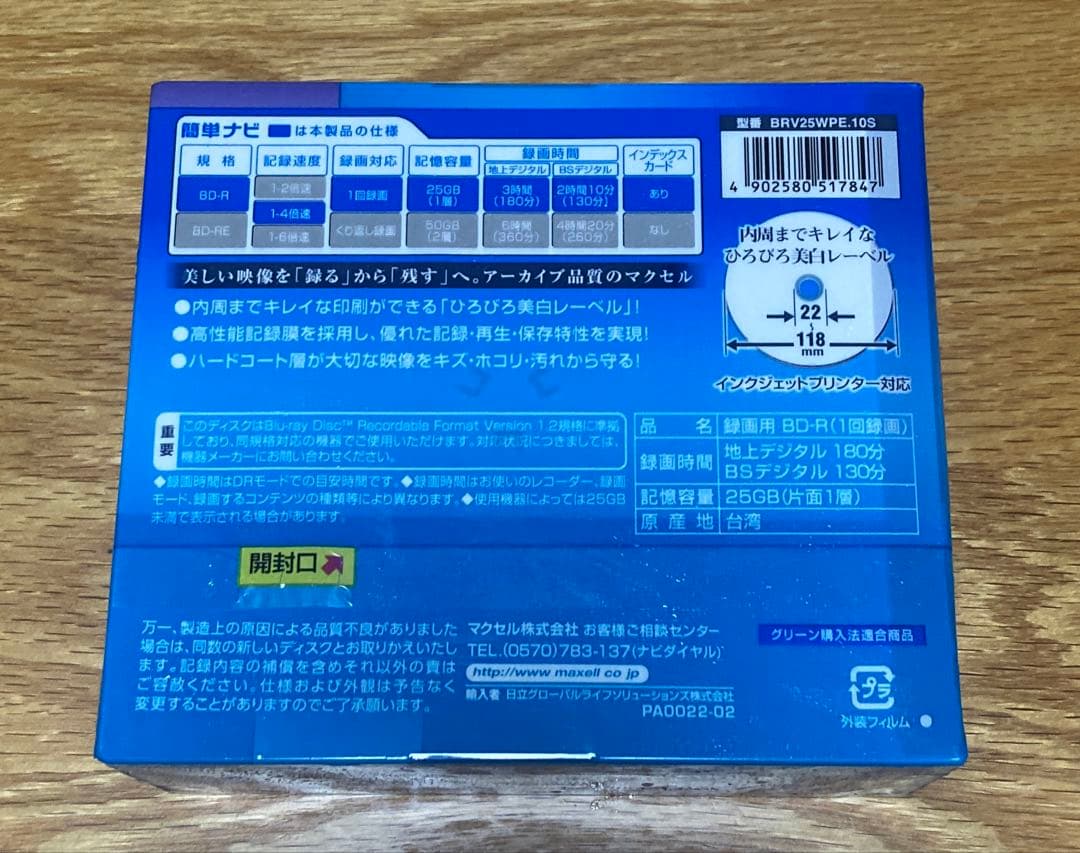 簡単ナビ は本製品の仕様
規格 記録速度 録画対応 記憶容量 録画時間 インデックスカード
地上デジタル BSデジタル
BD-R 1-2倍速 1回録画 25GB(1層) 3時間(180分) 2時間10分(130分) あり
1-4倍速
BD-RE 1-6倍速 くり返し録画 50GB(2層) 6時間(360分) 4時間20分(260分) なし
型番 BRV25WPE.10S
4 902580 517847
美しい映像を「録る」から「残す」へ。アーカイブ品質のマクセル
●内周までキレイな印刷ができる「ひろびろ美白レーベル」!
●高性能記録膜を採用し、優れた記録・再生・保存特性を実現!
●ハードコート層が大切な映像をキズ・ホコリ・汚れから守る!
内周までキレイな
ひろびろ美白レーベル
22
~
118
mm
インクジェットプリンター対応
重要
このディスクはBlu-ray Disc™ Recordable Format Version 1.2規格に準拠
しており、同規格対応の機器でご使用いただけます。対応状況につきましては、
機器メーカーにお問い合わせください。
◆録画時間はDRモードでの目安時間です。◆録画時間はお使いのレコーダー、録画
モード、録画するコンテンツの種類等により異なります。◆使用機器によっては25GB
未満で表示される場合があります。
品名 録画用 BD-R(1回録画)
録画時間 地上デジタル 180分
BSデジタル 130分
記憶容量 25GB(片面1層)
原産地 台湾
開封口
万一、製造上の原因による品質不良がありました
場合は、同数の新しいディスクとお取りかえいたし
ます。記録内容の補償を含めそれ以外の責は
ご容赦ください。仕様および外観は予告なく
変更することがありますのでご了承願います。
マクセル株式会社 お客様ご相談センター
TEL.(0570)783-137(ナビダイヤル)
http://www.maxell.co.jp
輸入者 日立グローバルライフソリューションズ株式会社
PA0022-02
グリーン購入法適合商品
プラ
外装フィルム